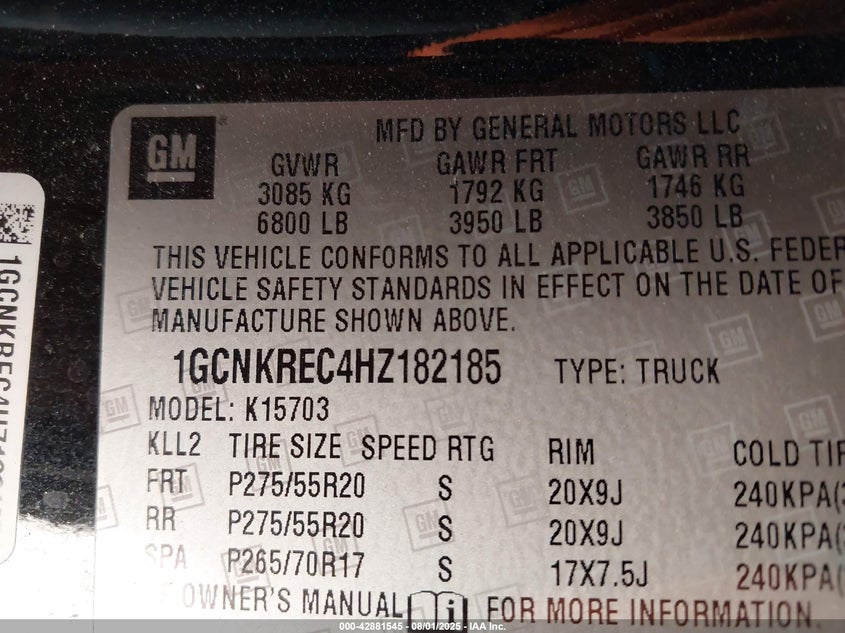 GM
MFD BY GENERAL MOTORS LLC
GVWR GAWR FRT GAWR RR
3085 KG 1792 KG 1746 KG
6800 LB 3950 LB 3850 LB
THIS VEHICLE CONFORMS TO ALL APPLICABLE U.S. FEDER
VEHICLE SAFETY STANDARDS IN EFFECT ON THE DATE OF
MANUFACTURE SHOWN ABOVE.
1GCNKREC4HZ182185 TYPE: TRUCK
MODEL: K15703
KLL2 TIRE SIZE SPEED RTG RIM COLD TIR
FRT P275/55R20 S 20X9J 240KPA(
RR P275/55R20 S 20X9J 240KPA(
SPA P265/70R17 S 17X7.5J 240KPA(
OWNER'S MANUAL i FOR MORE INFORMATION.
1GCNKREC4HZ
000-42881545 - 08/01/2025 - IAA Inc.